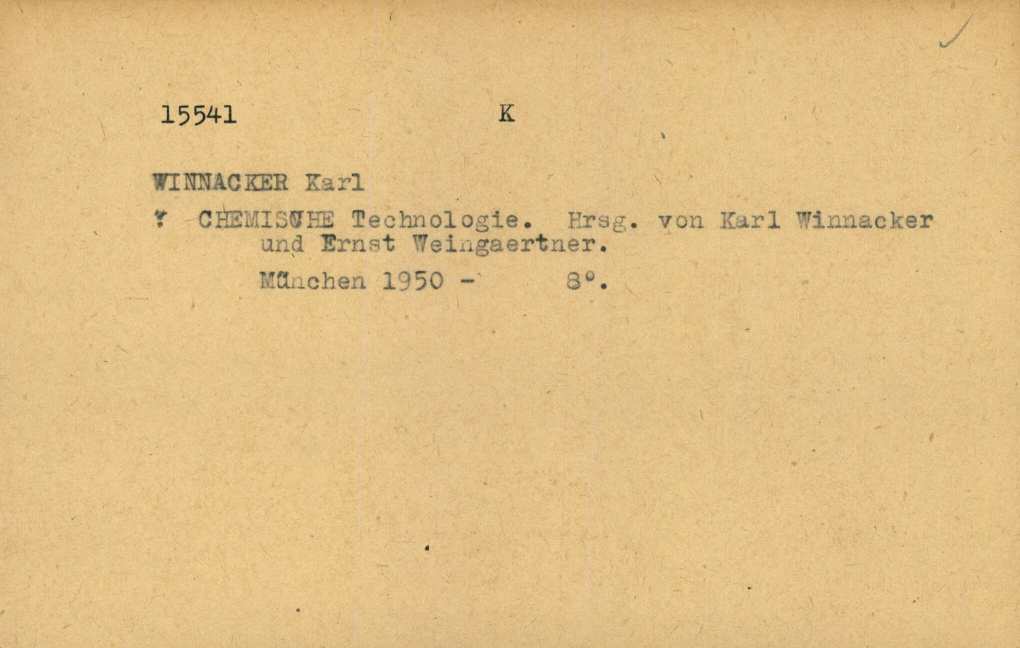 15541 K
WINNACKER Karl
CHEMISCHE Technologie. Hrsg. von Karl Winnacker
und Ernst Weingaertner.
München 1950 - 8°.